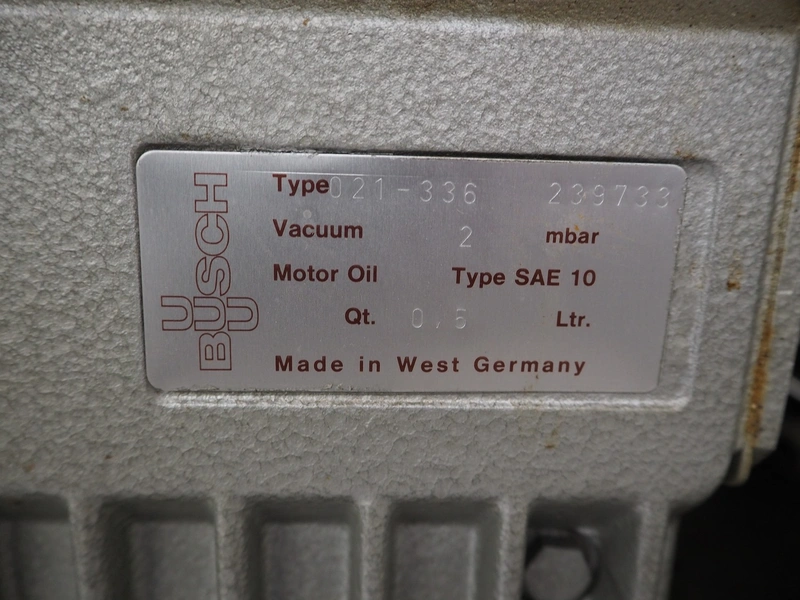 BUSCH
Type 021-336 239733
Vacuum 2 mbar
Motor Oil Type SAE 10
Qt. 0,5 Ltr.
Made in West Germany